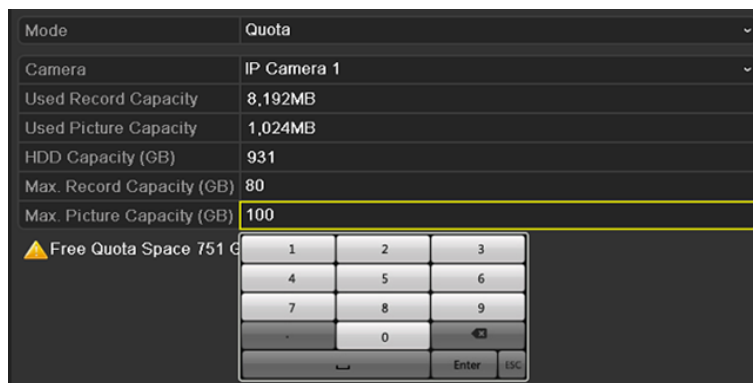 Mode Quota
Camera IP Camera 1
Used Record Capacity 8,192MB
Used Picture Capacity 1,024MB
HDD Capacity (GB) 931
Max. Record Capacity (GB) 80
Max. Picture Capacity (GB) 100
Free Quota Space 751 G
1 2 3
4 5 6
7 8 9
. 0
Enter ESC